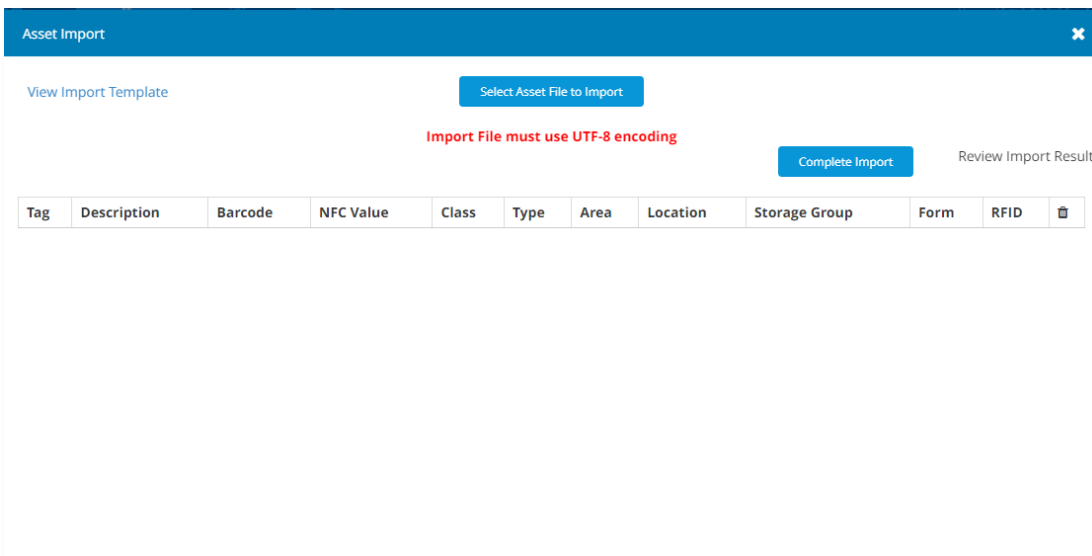 Asset Import
View Import Template
Select Asset File to Import
Import File must use UTF-8 encoding
Complete Import
Review Import Result
Tag Description Barcode NFC Value Class Type Area Location Storage Group Form RFID